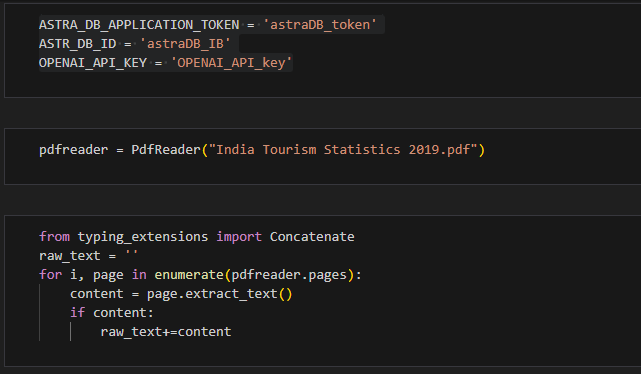 ASTRA_DB_APPLICATION_TOKEN = 'astraDB_token'
ASTR_DB_ID = 'astraDB_IB'
OPENAI_API_KEY = 'OPENAI_API_key'
pdfreader = PdfReader("India Tourism Statistics 2019.pdf")
from typing_extensions import Concatenate
raw_text = ''
for i, page in enumerate(pdfreader.pages):
    content = page.extract_text()
    if content:
        raw_text+=content